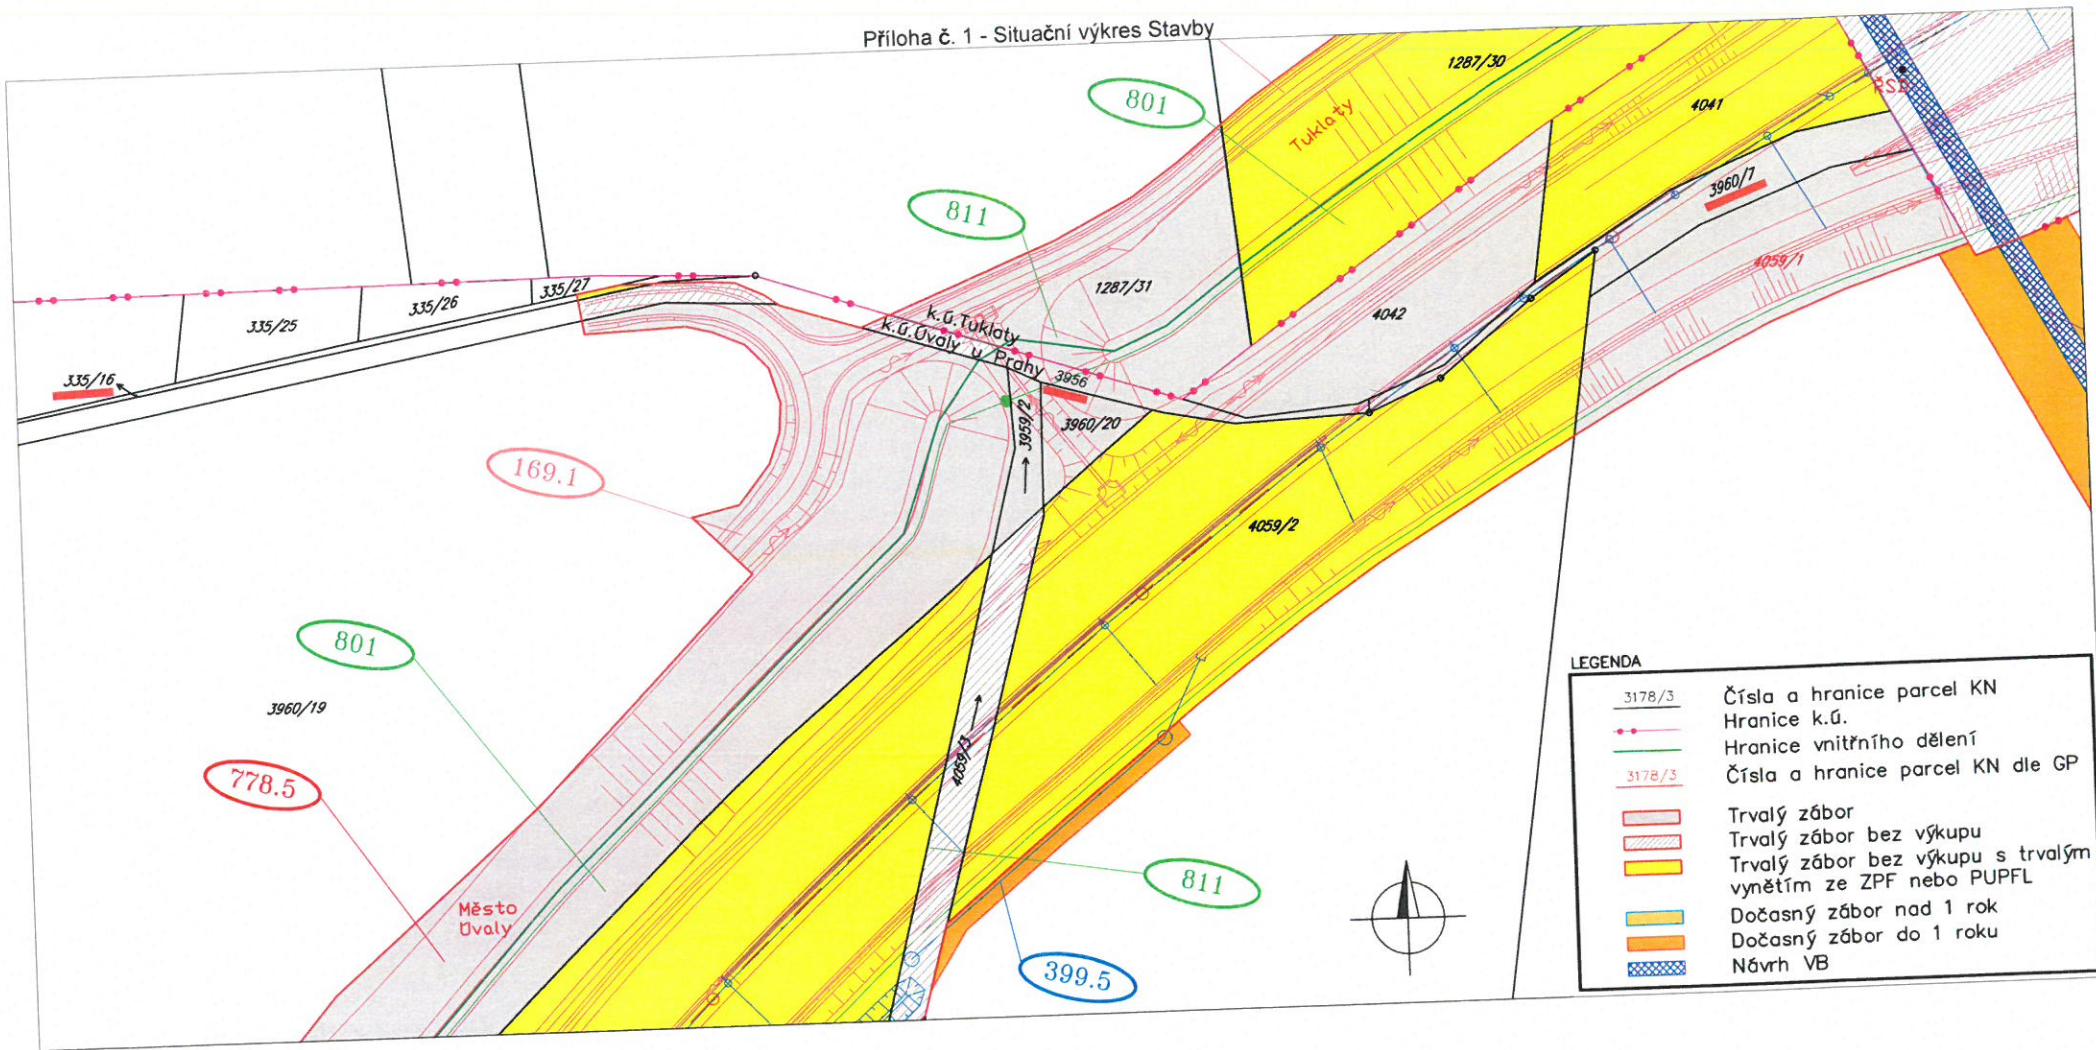 Příloha č. 1 - Situační výkres Stavby
1287/30
801
Tuklaty
4041
ŘSD
3960/7
811
4059/1
1287/31
335/27
335/26
335/25
4042
k.ú.Tuklaty
k.ú.Úvaly u Prahy
3956
335/16
3959/2
3960/20
169.1
4059/2
801
3960/19
4059/3
778.5
811
Město
Úvaly
399.5
LEGENDA
3178/3 Čísla a hranice parcel KN
Hranice k.ú.
Hranice vnitřního dělení
3178/3 Čísla a hranice parcel KN dle GP
Trvalý zábor
Trvalý zábor bez výkupu
Trvalý zábor bez výkupu s trvalým
vynětím ze ZPF nebo PUPFL
Dočasný zábor nad 1 rok
Dočasný zábor do 1 roku
Návrh VB